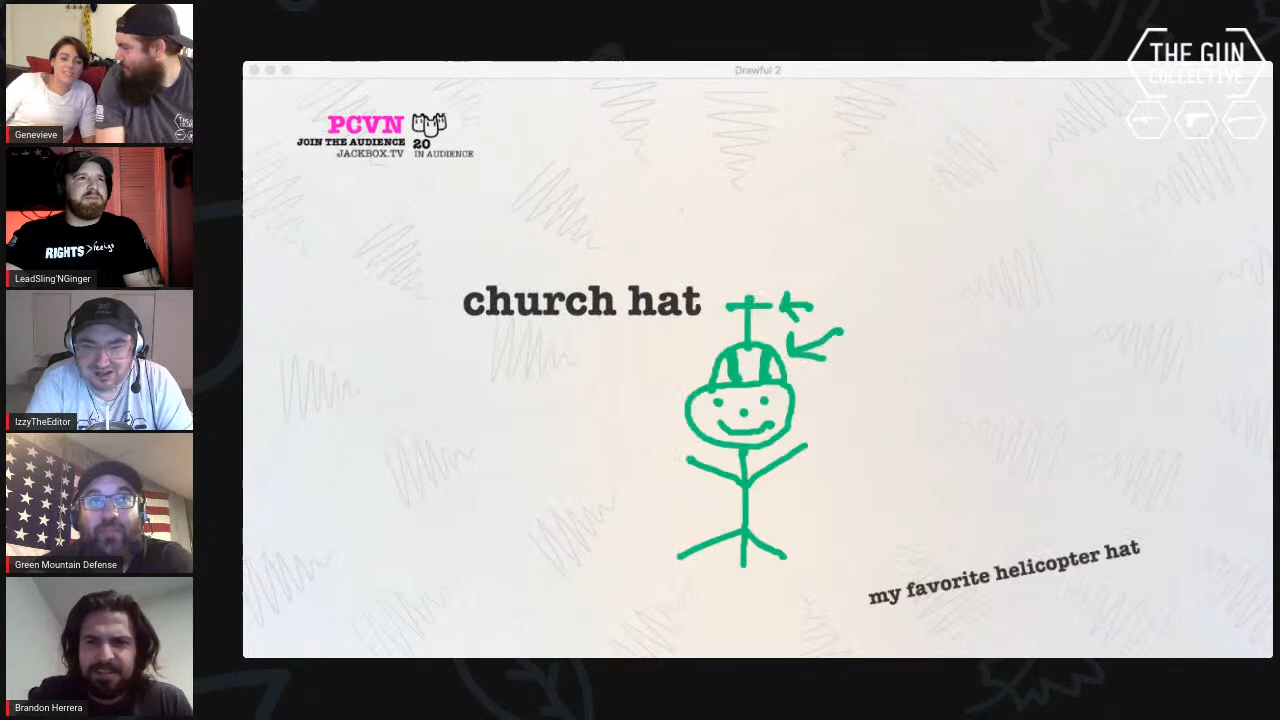 Genevieve
RIGHTS > feelings
LeadSling'NGinger
IzzyTheEditor
Green Mountain Defense
Brandon Herrera
Drawful 2
THE GUN
COLLECTIVE
PCVN
JOIN THE AUDIENCE 20
JACKBOX.TV IN AUDIENCE
church hat
my favorite helicopter hat